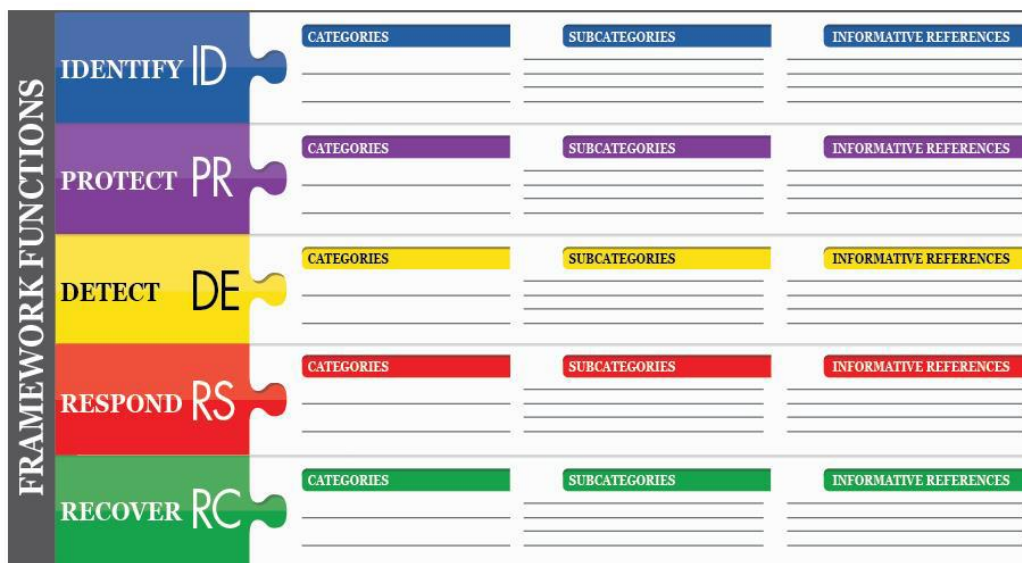 FRAMEWORK FUNCTIONS
IDENTIFY ID
CATEGORIES
SUBCATEGORIES
INFORMATIVE REFERENCES
PROTECT PR
CATEGORIES
SUBCATEGORIES
INFORMATIVE REFERENCES
DETECT DE
CATEGORIES
SUBCATEGORIES
INFORMATIVE REFERENCES
RESPOND RS
CATEGORIES
SUBCATEGORIES
INFORMATIVE REFERENCES
RECOVER RC
CATEGORIES
SUBCATEGORIES
INFORMATIVE REFERENCES